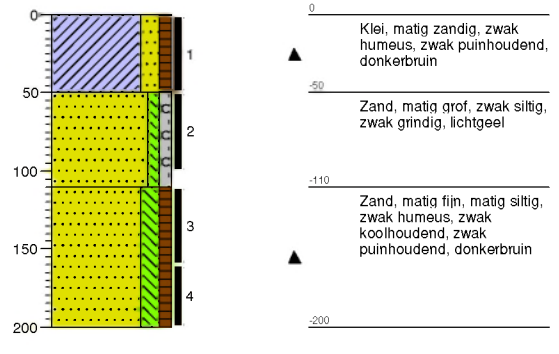 0
50
100
150
200
1
2
3
4
0
Klei, matig zandig, zwak
humeus, zwak puinhoudend,
donkerbruin
-50
Zand, matig grof, zwak siltig,
zwak grindig, lichtgeel
-110
Zand, matig fijn, matig siltig,
zwak humeus, zwak
koolhoudend, zwak
puinhoudend, donkerbruin
-200